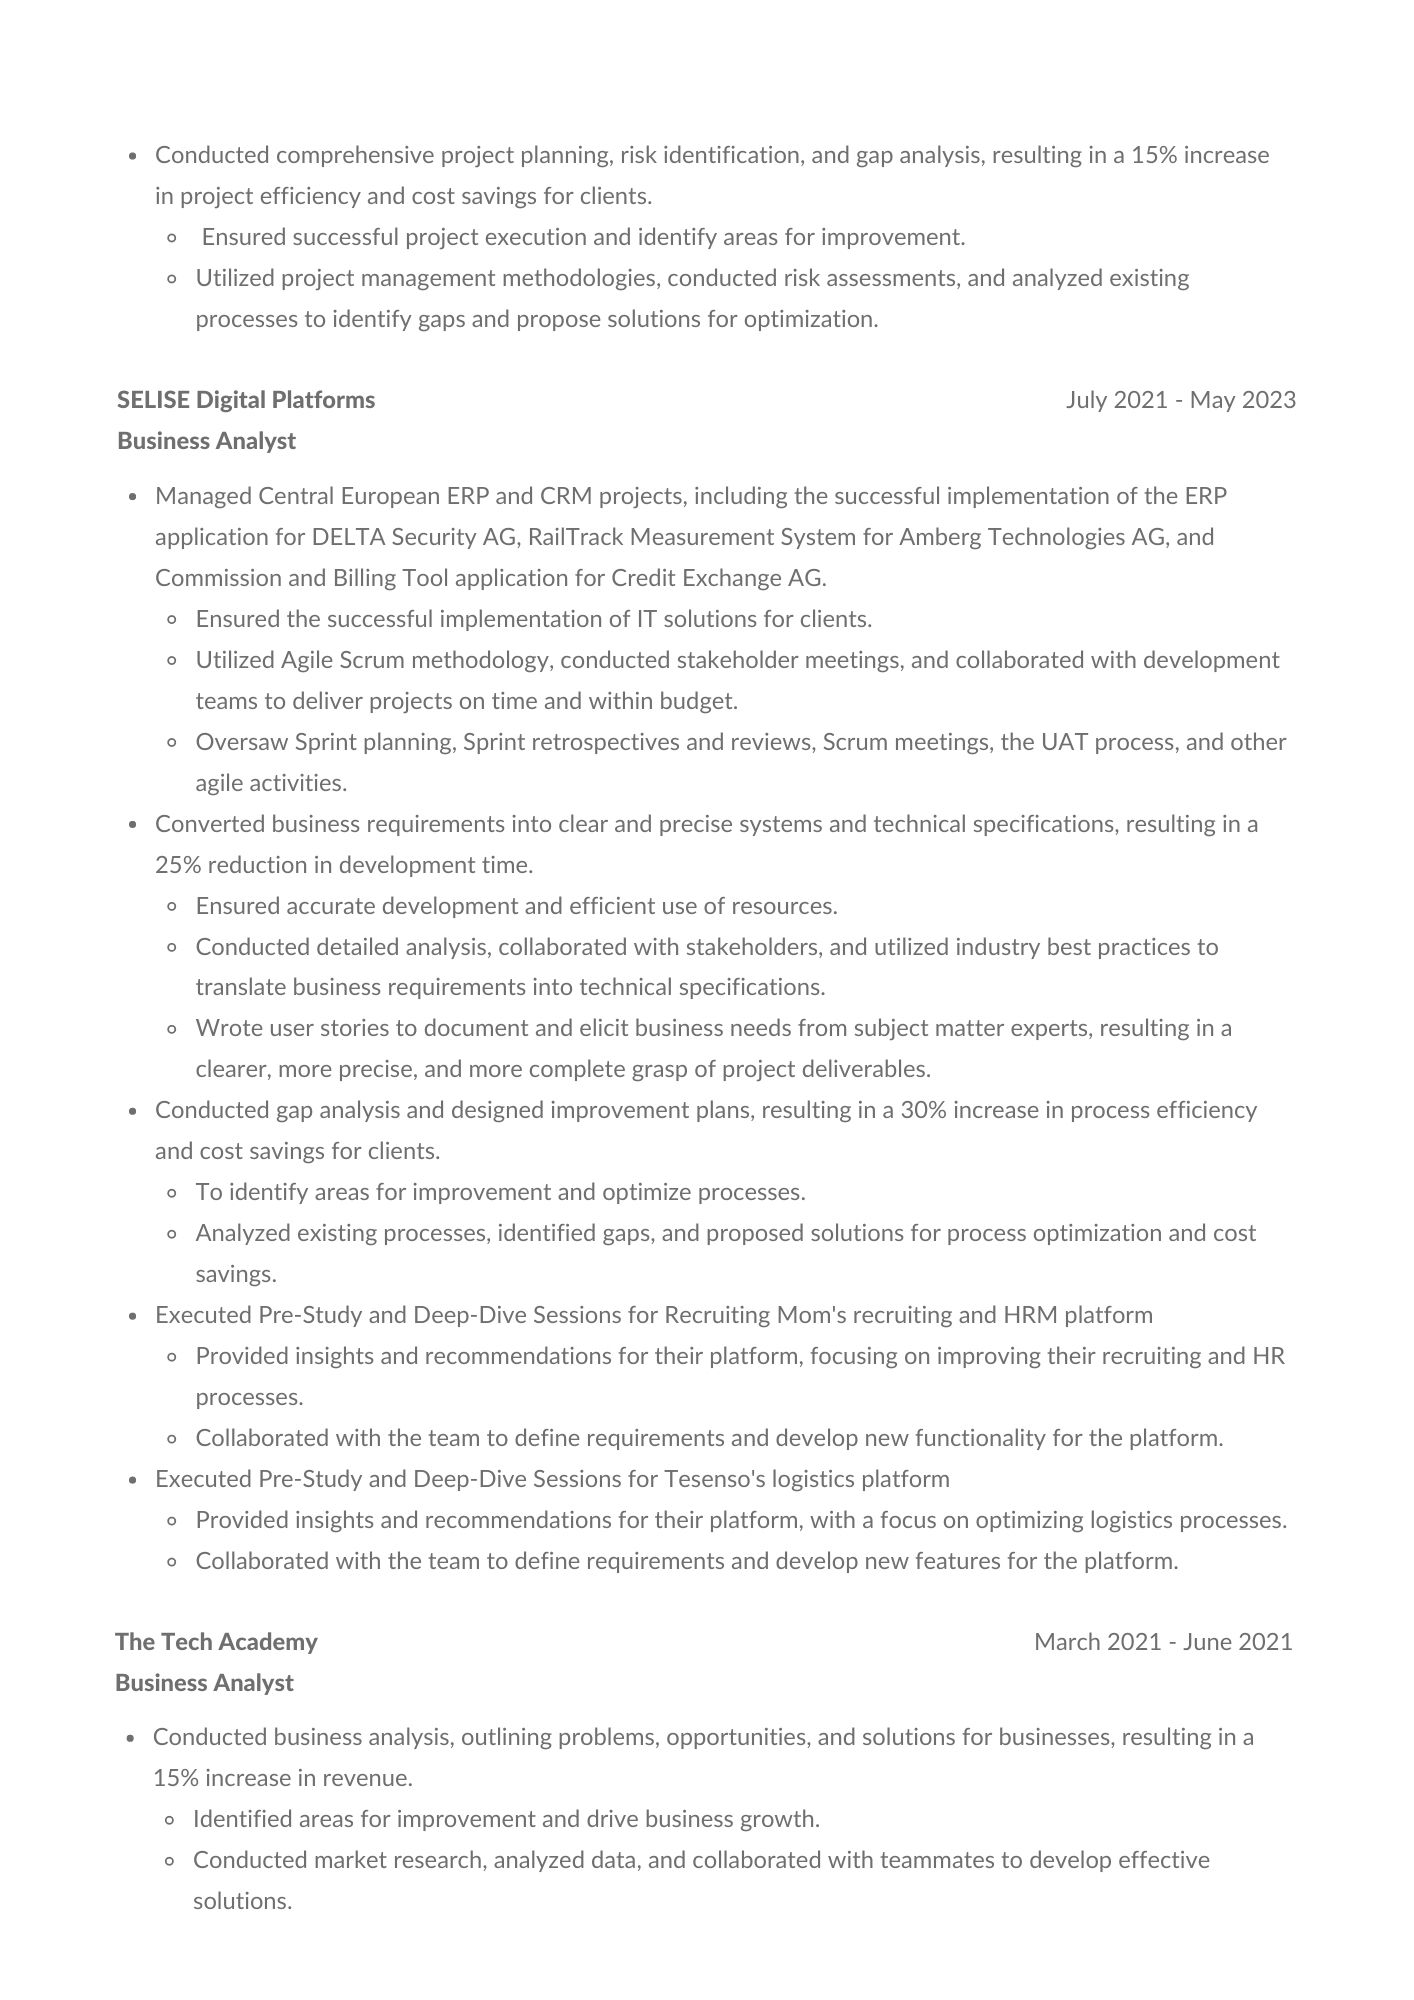 • Conducted comprehensive project planning, risk identification, and gap analysis, resulting in a 15% increase
in project efficiency and cost savings for clients.
◦ Ensured successful project execution and identify areas for improvement.
◦ Utilized project management methodologies, conducted risk assessments, and analyzed existing
processes to identify gaps and propose solutions for optimization.
SELISE Digital Platforms July 2021 - May 2023
Business Analyst
• Managed Central European ERP and CRM projects, including the successful implementation of the ERP
application for DELTA Security AG, RailTrack Measurement System for Amberg Technologies AG, and
Commission and Billing Tool application for Credit Exchange AG.
◦ Ensured the successful implementation of IT solutions for clients.
◦ Utilized Agile Scrum methodology, conducted stakeholder meetings, and collaborated with development
teams to deliver projects on time and within budget.
◦ Oversaw Sprint planning, Sprint retrospectives and reviews, Scrum meetings, the UAT process, and other
agile activities.
• Converted business requirements into clear and precise systems and technical specifications, resulting in a
25% reduction in development time.
◦ Ensured accurate development and efficient use of resources.
◦ Conducted detailed analysis, collaborated with stakeholders, and utilized industry best practices to
translate business requirements into technical specifications.
◦ Wrote user stories to document and elicit business needs from subject matter experts, resulting in a
clearer, more precise, and more complete grasp of project deliverables.
• Conducted gap analysis and designed improvement plans, resulting in a 30% increase in process efficiency
and cost savings for clients.
◦ To identify areas for improvement and optimize processes.
◦ Analyzed existing processes, identified gaps, and proposed solutions for process optimization and cost
savings.
• Executed Pre-Study and Deep-Dive Sessions for Recruiting Mom's recruiting and HRM platform
◦ Provided insights and recommendations for their platform, focusing on improving their recruiting and HR
processes.
◦ Collaborated with the team to define requirements and develop new functionality for the platform.
• Executed Pre-Study and Deep-Dive Sessions for Tesenso's logistics platform
◦ Provided insights and recommendations for their platform, with a focus on optimizing logistics processes.
◦ Collaborated with the team to define requirements and develop new features for the platform.
The Tech Academy March 2021 - June 2021
Business Analyst
• Conducted business analysis, outlining problems, opportunities, and solutions for businesses, resulting in a
15% increase in revenue.
◦ Identified areas for improvement and drive business growth.
◦ Conducted market research, analyzed data, and collaborated with teammates to develop effective
solutions.